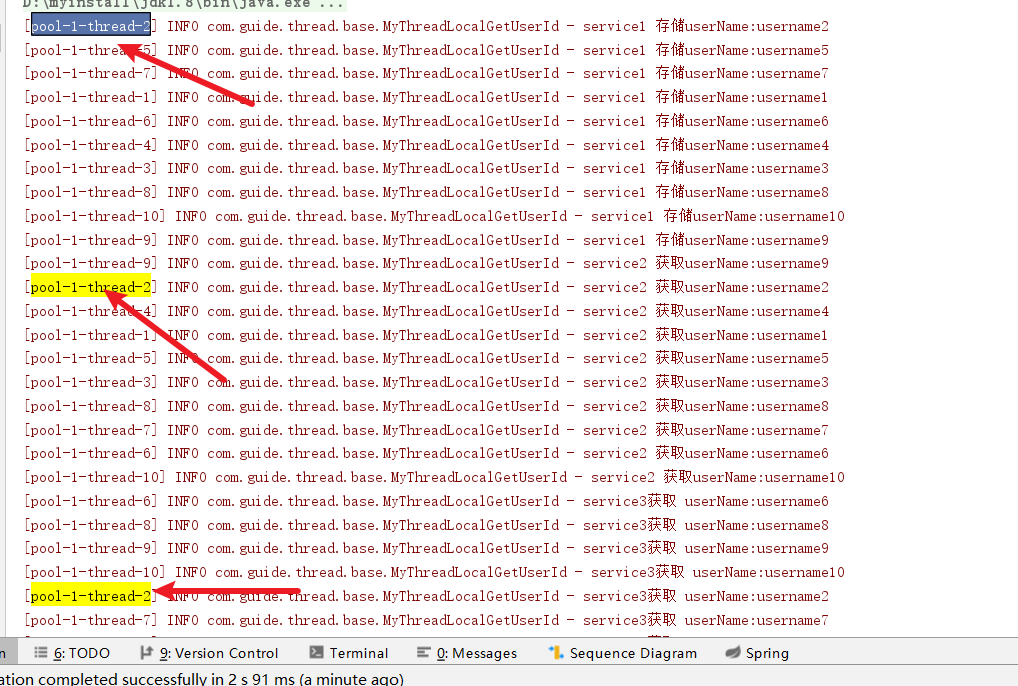 D:\myinstall\jdk1.8\bin\java.exe ...
[pool-1-thread-2] INFO com.guide.thread.base.MyThreadLocalGetUserId - service1 存储userName:username2
[pool-1-thread-5] INFO com.guide.thread.base.MyThreadLocalGetUserId - service1 存储userName:username5
[pool-1-thread-7] INFO com.guide.thread.base.MyThreadLocalGetUserId - service1 存储userName:username7
[pool-1-thread-1] INFO com.guide.thread.base.MyThreadLocalGetUserId - service1 存储userName:username1
[pool-1-thread-6] INFO com.guide.thread.base.MyThreadLocalGetUserId - service1 存储userName:username6
[pool-1-thread-4] INFO com.guide.thread.base.MyThreadLocalGetUserId - service1 存储userName:username4
[pool-1-thread-3] INFO com.guide.thread.base.MyThreadLocalGetUserId - service1 存储userName:username3
[pool-1-thread-8] INFO com.guide.thread.base.MyThreadLocalGetUserId - service1 存储userName:username8
[pool-1-thread-10] INFO com.guide.thread.base.MyThreadLocalGetUserId - service1 存储userName:username10
[pool-1-thread-9] INFO com.guide.thread.base.MyThreadLocalGetUserId - service1 存储userName:username9
[pool-1-thread-9] INFO com.guide.thread.base.MyThreadLocalGetUserId - service2 获取userName:username9
[pool-1-thread-2] INFO com.guide.thread.base.MyThreadLocalGetUserId - service2 获取userName:username2
[pool-1-thread-4] INFO com.guide.thread.base.MyThreadLocalGetUserId - service2 获取userName:username4
[pool-1-thread-1] INFO com.guide.thread.base.MyThreadLocalGetUserId - service2 获取userName:username1
[pool-1-thread-5] INFO com.guide.thread.base.MyThreadLocalGetUserId - service2 获取userName:username5
[pool-1-thread-3] INFO com.guide.thread.base.MyThreadLocalGetUserId - service2 获取userName:username3
[pool-1-thread-8] INFO com.guide.thread.base.MyThreadLocalGetUserId - service2 获取userName:username8
[pool-1-thread-7] INFO com.guide.thread.base.MyThreadLocalGetUserId - service2 获取userName:username7
[pool-1-thread-6] INFO com.guide.thread.base.MyThreadLocalGetUserId - service2 获取userName:username6
[pool-1-thread-10] INFO com.guide.thread.base.MyThreadLocalGetUserId - service2 获取userName:username10
[pool-1-thread-6] INFO com.guide.thread.base.MyThreadLocalGetUserId - service3获取 userName:username6
[pool-1-thread-8] INFO com.guide.thread.base.MyThreadLocalGetUserId - service3获取 userName:username8
[pool-1-thread-9] INFO com.guide.thread.base.MyThreadLocalGetUserId - service3获取 userName:username9
[pool-1-thread-10] INFO com.guide.thread.base.MyThreadLocalGetUserId - service3获取 userName:username10
[pool-1-thread-2] INFO com.guide.thread.base.MyThreadLocalGetUserId - service3获取 userName:username2
[pool-1-thread-7] INFO com.guide.thread.base.MyThreadLocalGetUserId - service3获取 userName:username7
n 6: TODO 9: Version Control Terminal 0: Messages Sequence Diagram Spring
ation completed successfully in 2 s 91 ms (a minute ago)